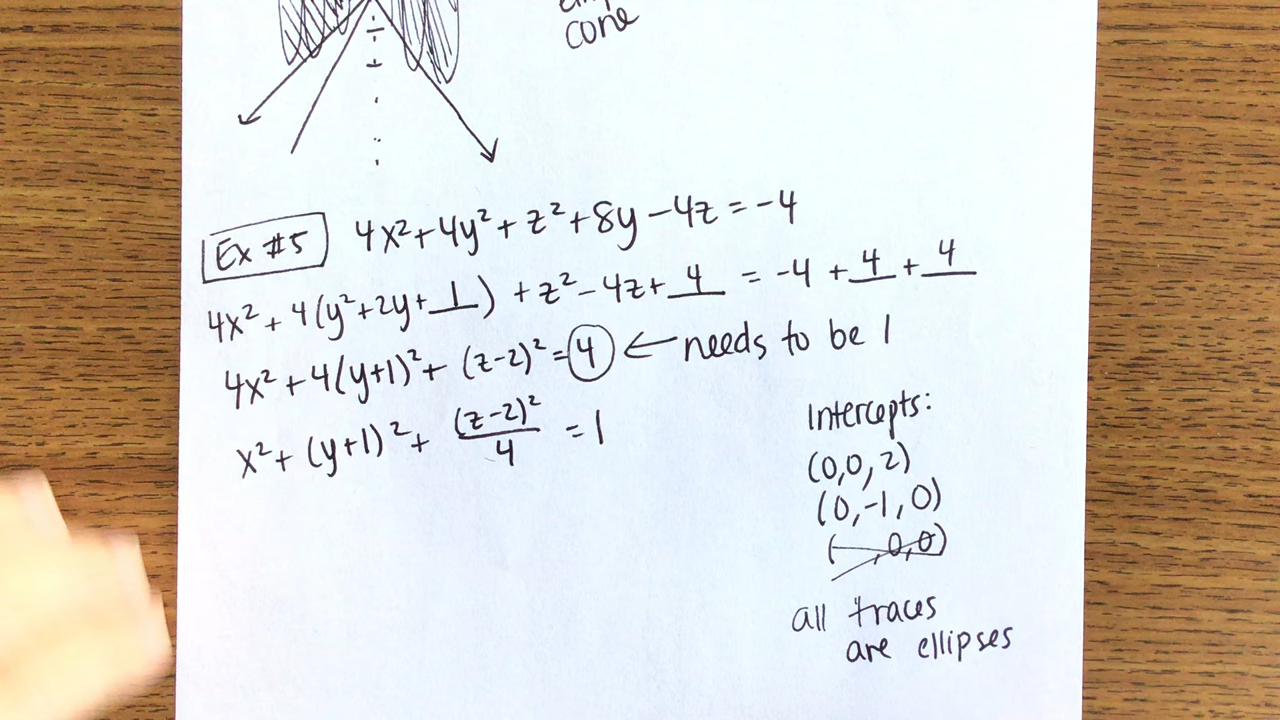 cone
Ex #5 4x² + 4y² + z² + 8y - 4z = -4
4x² + 4(y² + 2y + 1) + z² - 4z + 4 = -4 + 4 + 4
4x² + 4(y+1)² + (z-2)² = 4 ← needs to be 1
x² + (y+1)² + (z-2)²/4 = 1
Intercepts:
(0,0,2)
(0,-1,0)
( ,0,0)
all traces
are ellipses